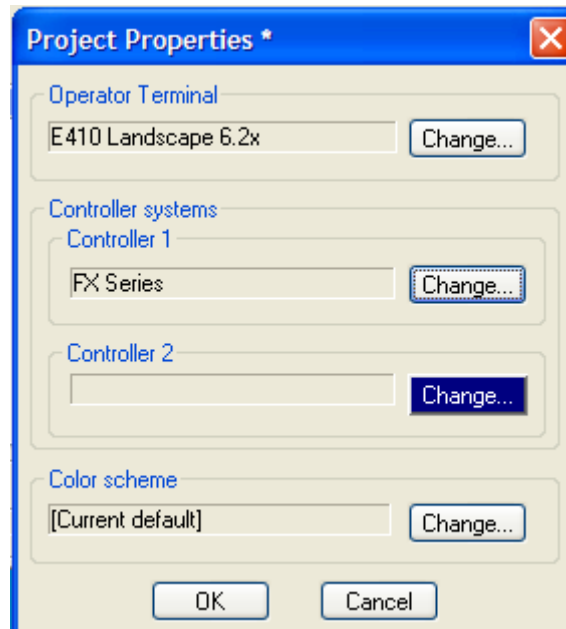 Project Properties *
Operator Terminal
E410 Landscape 6.2x
Change...
Controller systems
Controller 1
FX Series
Change...
Controller 2
Change...
Color scheme
[Current default]
Change...
OK
Cancel